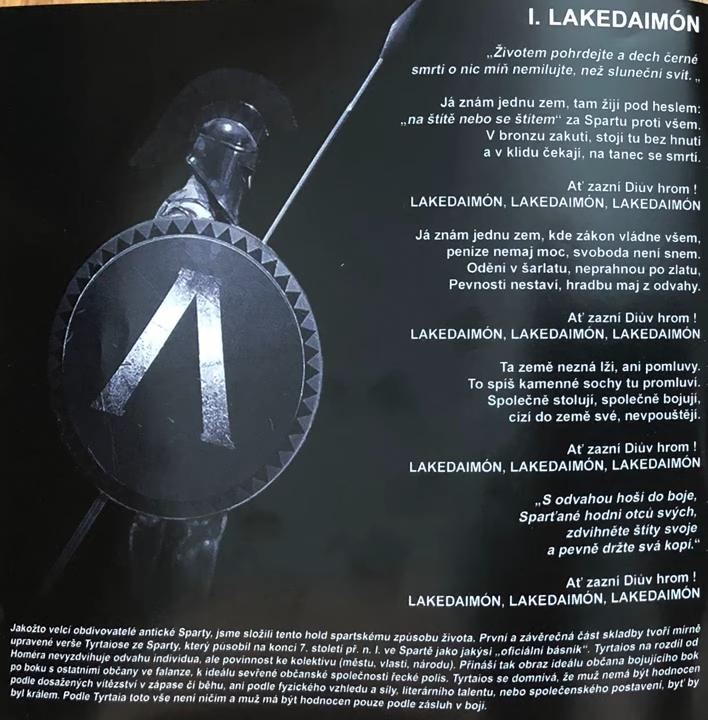 I. LAKEDAIMÓN
„Životem pohrdejte a dech černé
smrti o nic míň nemilujte, než sluneční svit. „
Já znám jednu zem, tam žijí pod heslem:
„na štítě nebo se štítem“ za Spartu proti všem.
V bronzu zakuti, stojí tu bez hnutí
a v klidu čekají, na tanec se smrtí.
Ať zazní Diův hrom !
LAKEDAIMÓN, LAKEDAIMÓN, LAKEDAIMÓN
Já znám jednu zem, kde zákon vládne všem,
peníze nemaj moc, svoboda není snem.
Oděni v šarlatu, neprahnou po zlatu,
Pevnosti nestaví, hradbu maj z odvahy.
Ať zazní Diův hrom !
LAKEDAIMÓN, LAKEDAIMÓN, LAKEDAIMÓN
Ta země nezná lži, ani pomluvy.
To spíš kamenné sochy tu promluví.
Společně stolují, společně bojují,
cizí do země své, nevpouštějí.
Ať zazní Diův hrom !
LAKEDAIMÓN, LAKEDAIMÓN, LAKEDAIMÓN
„S odvahou hoši do boje,
Sparťané hodni otců svých,
zdvihněte štíty svoje
a pevně držte svá kopí.“
Ať zazní Diův hrom !
LAKEDAIMÓN, LAKEDAIMÓN, LAKEDAIMÓN
Jakožto velcí obdivovatelé antické Sparty, jsme složili tento hold spartskému způsobu života. První a závěrečná část skladby tvoří mírně
upravené verše Tyrtaiose ze Sparty, který působil na konci 7. století př. n. l. ve Spartě jako jakýsi „oficiální básník“. Tyrtaios na rozdíl od
Homéra nevyzdvihuje odvahu individua, ale povinnost ke kolektivu (městu, vlasti, národu). Přináší tak obraz ideálu občana bojujícího bok
po boku s ostatními občany ve falanze, k ideálu sevřené občanské společnosti řecké polis. Tyrtaios se domnívá, že muž nemá být hodnocen
podle dosažených vítězství v zápase či běhu, ani podle fyzického vzhledu a síly, literárního talentu, nebo společenského postavení, byť by
byl králem. Podle Tyrtaia toto vše není ničím a muž má být hodnocen pouze podle zásluh v boji.